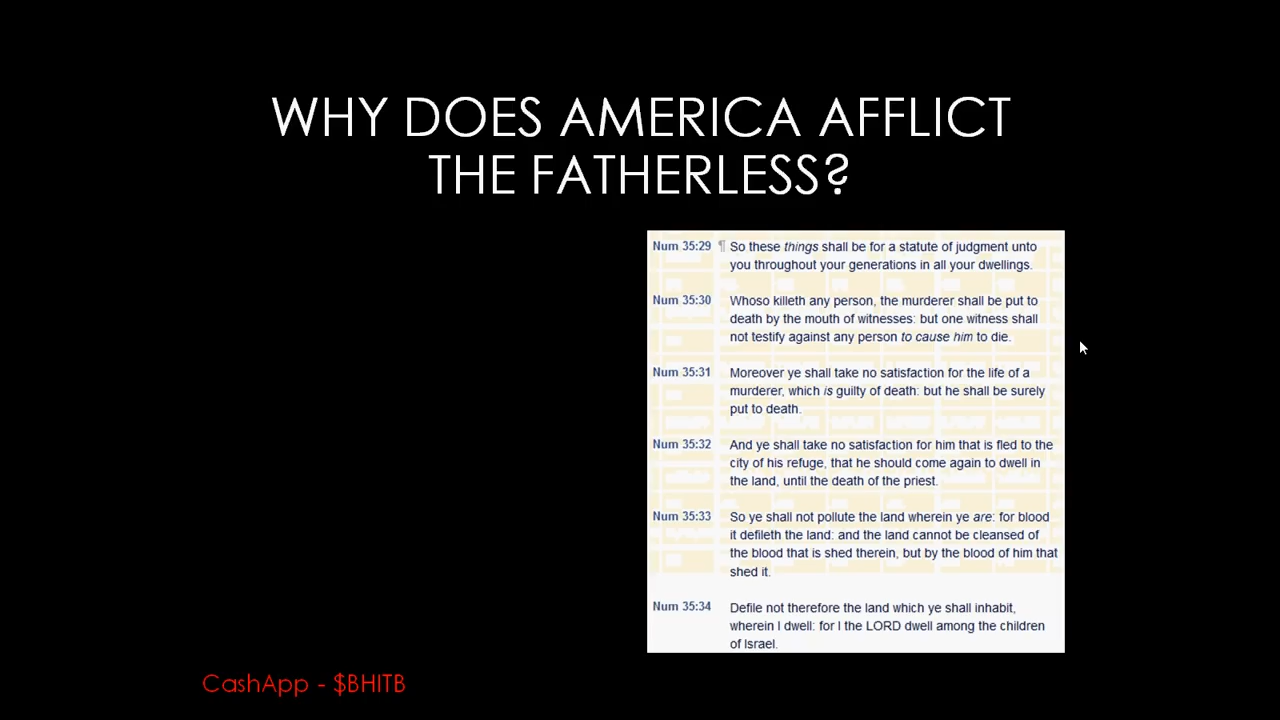 WHY DOES AMERICA AFFLICT
THE FATHERLESS?
Num 35:29 ¶ So these things shall be for a statute of judgment unto
you throughout your generations in all your dwellings.
Num 35:30 Whoso killeth any person, the murderer shall be put to
death by the mouth of witnesses: but one witness shall
not testify against any person to cause him to die.
Num 35:31 Moreover ye shall take no satisfaction for the life of a
murderer, which is guilty of death: but he shall be surely
put to death.
Num 35:32 And ye shall take no satisfaction for him that is fled to the
city of his refuge, that he should come again to dwell in
the land, until the death of the priest.
Num 35:33 So ye shall not pollute the land wherein ye are: for blood
it defileth the land: and the land cannot be cleansed of
the blood that is shed therein, but by the blood of him that
shed it.
Num 35:34 Defile not therefore the land which ye shall inhabit,
wherein I dwell: for I the LORD dwell among the children
of Israel.
CashApp - $BHITB